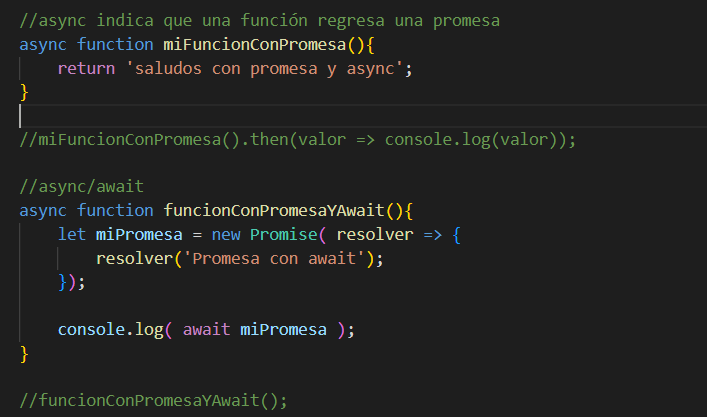 //async indica que una función regresa una promesa
async function miFuncionConPromesa(){
    return 'saludos con promesa y async';
}
//miFuncionConPromesa().then(valor => console.log(valor));
//async/await
async function funcionConPromesaYAwait(){
    let miPromesa = new Promise( resolver => {
        resolver('Promesa con await');
    });
    console.log( await miPromesa );
}
//funcionConPromesaYAwait();